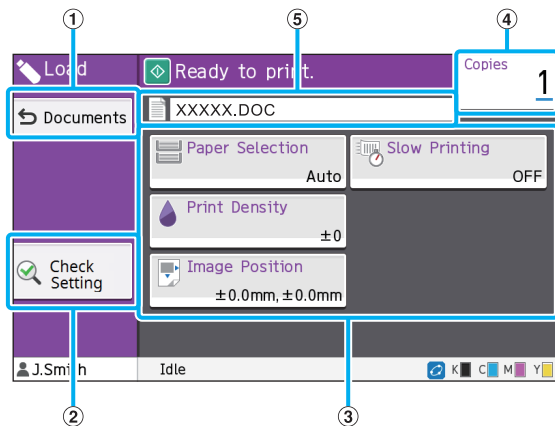 ① ⑤ ④
Load Ready to print. Copies
1
Documents XXXXX.DOC
Paper Selection Slow Printing
Auto OFF
Print Density
±0
Check
Setting
Image Position
±0.0mm, ±0.0mm
J.Smith Idle K C M Y
② ③